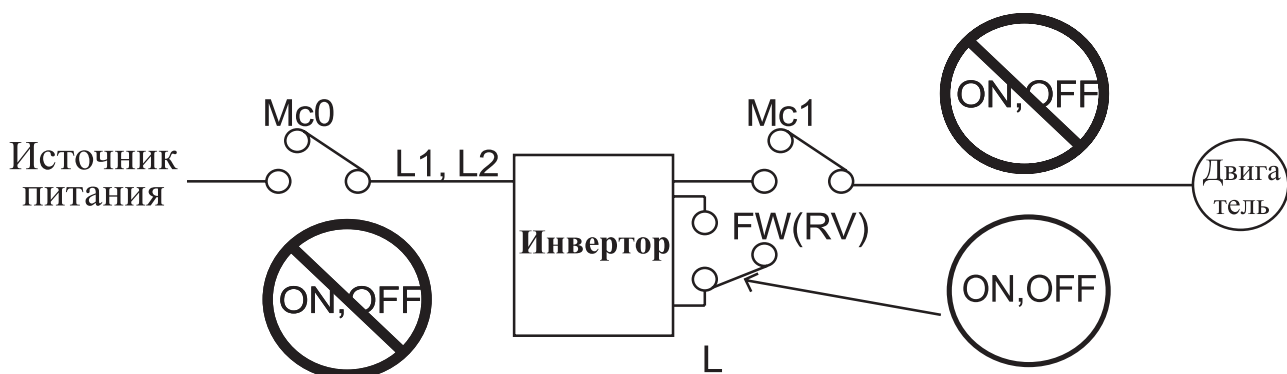 Mc0
Mc1
ON,OFF
Источник
питания
L1, L2
Двига
тель
FW(RV)
Инвертор
ON,OFF
ON,OFF
L